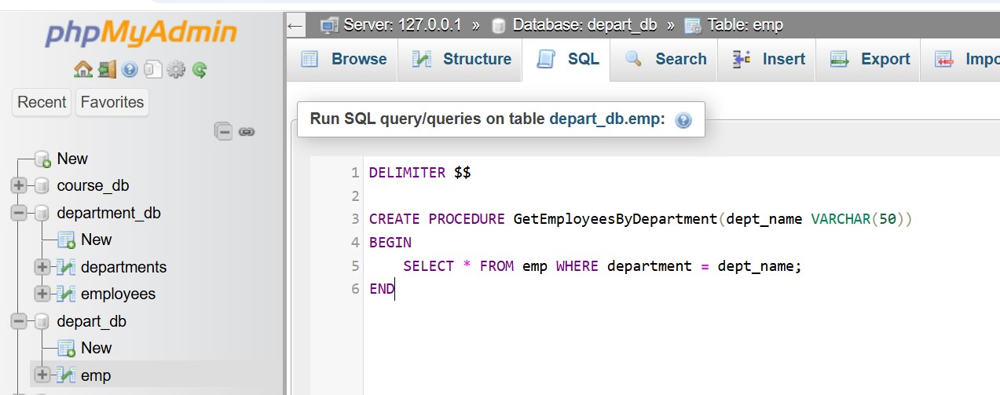 phpMyAdmin
Recent Favorites
New
course_db
department_db
New
departments
employees
depart_db
New
emp
← Server: 127.0.0.1 » Database: depart_db » Table: emp
Browse Structure SQL Search Insert Export Impo
Run SQL query/queries on table depart_db.emp:
1 DELIMITER $$
2
3 CREATE PROCEDURE GetEmployeesByDepartment(dept_name VARCHAR(50))
4 BEGIN
5     SELECT * FROM emp WHERE department = dept_name;
6 END